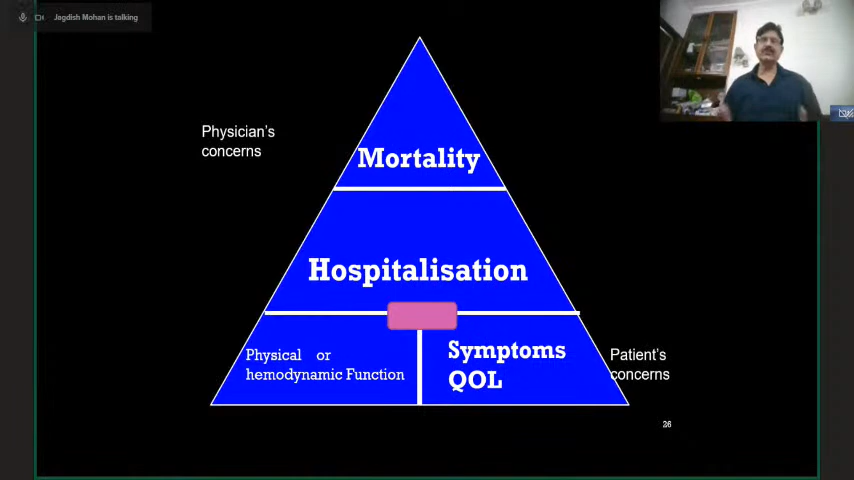 Jagdish Mohan is talking
Physician's
concerns
Mortality
Hospitalisation
Physical or
hemodynamic Function
Symptoms
QOL
Patient's
concerns
26